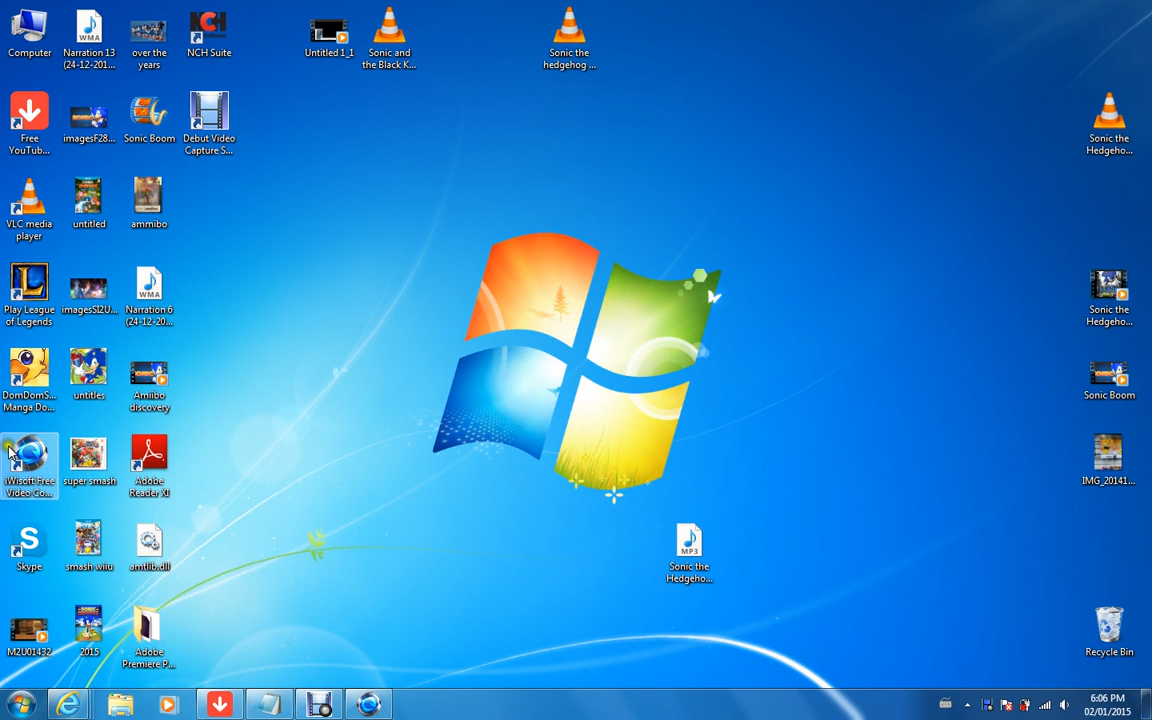 Computer
Narration 13
(24-12-201...
over the
years
NCH Suite
Untitled 1_1
Sonic and
the Black K...
Sonic the
hedgehog ...
Free
YouTub...
imagesF28...
Sonic Boom
Debut Video
Capture S...
Sonic the
Hedgeho...
VLC media
player
untitled
ammibo
Play League
of Legends
imagesSI2U...
Narration 6
(24-12-20...
Sonic the
Hedgeho...
DomDomS...
Manga Do...
untitles
Amiibo
discovery
Sonic Boom
iWisoft Free
Video Co...
super smash
Adobe
Reader XI
IMG_20141...
Skype
smash wiiu
amtlib.dll
MP3
Sonic the
Hedgeho...
M2U01432
2015
Adobe
Premiere P...
Recycle Bin
6:06 PM
02/01/2015
WMA
WMA
NCH